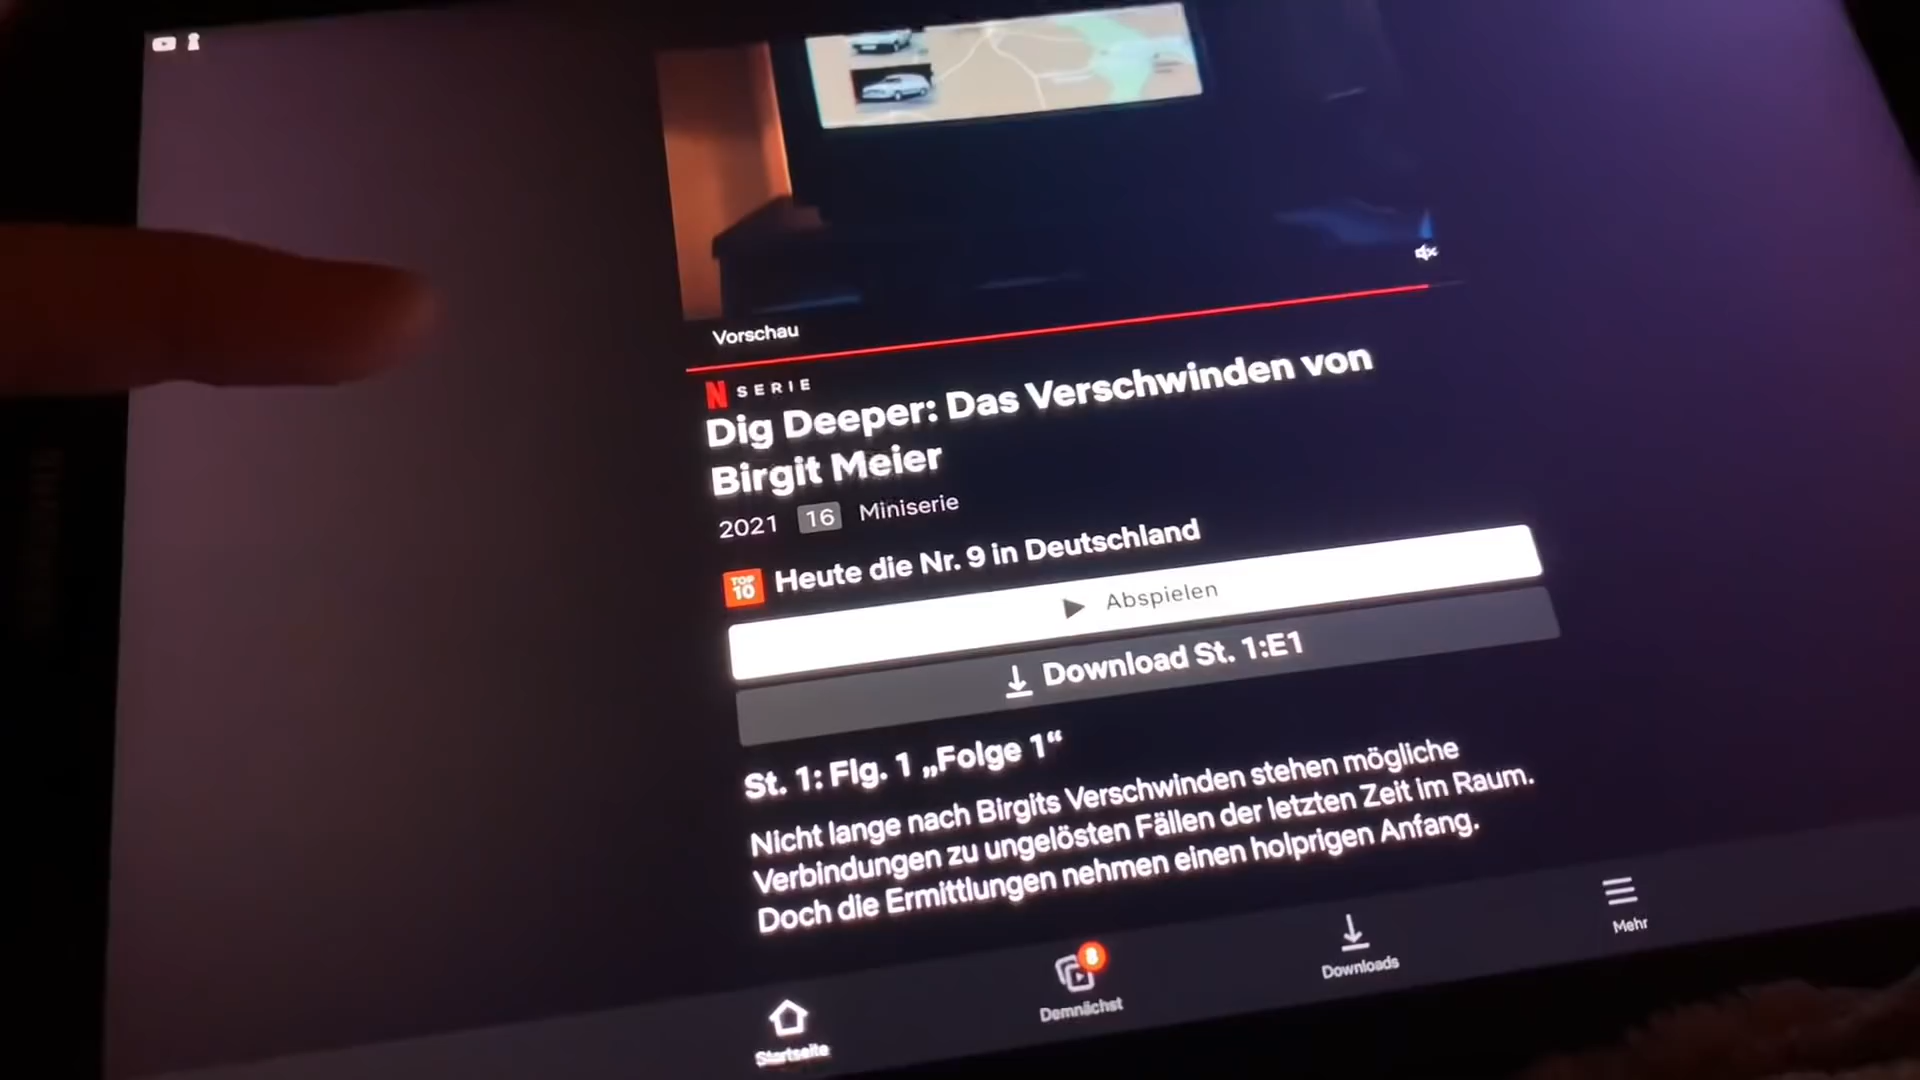 Vorschau
N SERIE
Dig Deeper: Das Verschwinden von
Birgit Meier
2021 16 Miniserie
TOP 10 Heute die Nr. 9 in Deutschland
Abspielen
Download St. 1:E1
St. 1: Flg. 1 „Folge 1“
Nicht lange nach Birgits Verschwinden stehen mögliche
Verbindungen zu ungelösten Fällen der letzten Zeit im Raum.
Doch die Ermittlungen nehmen einen holprigen Anfang.
Startseite
8
Demnächst
Downloads
Mehr